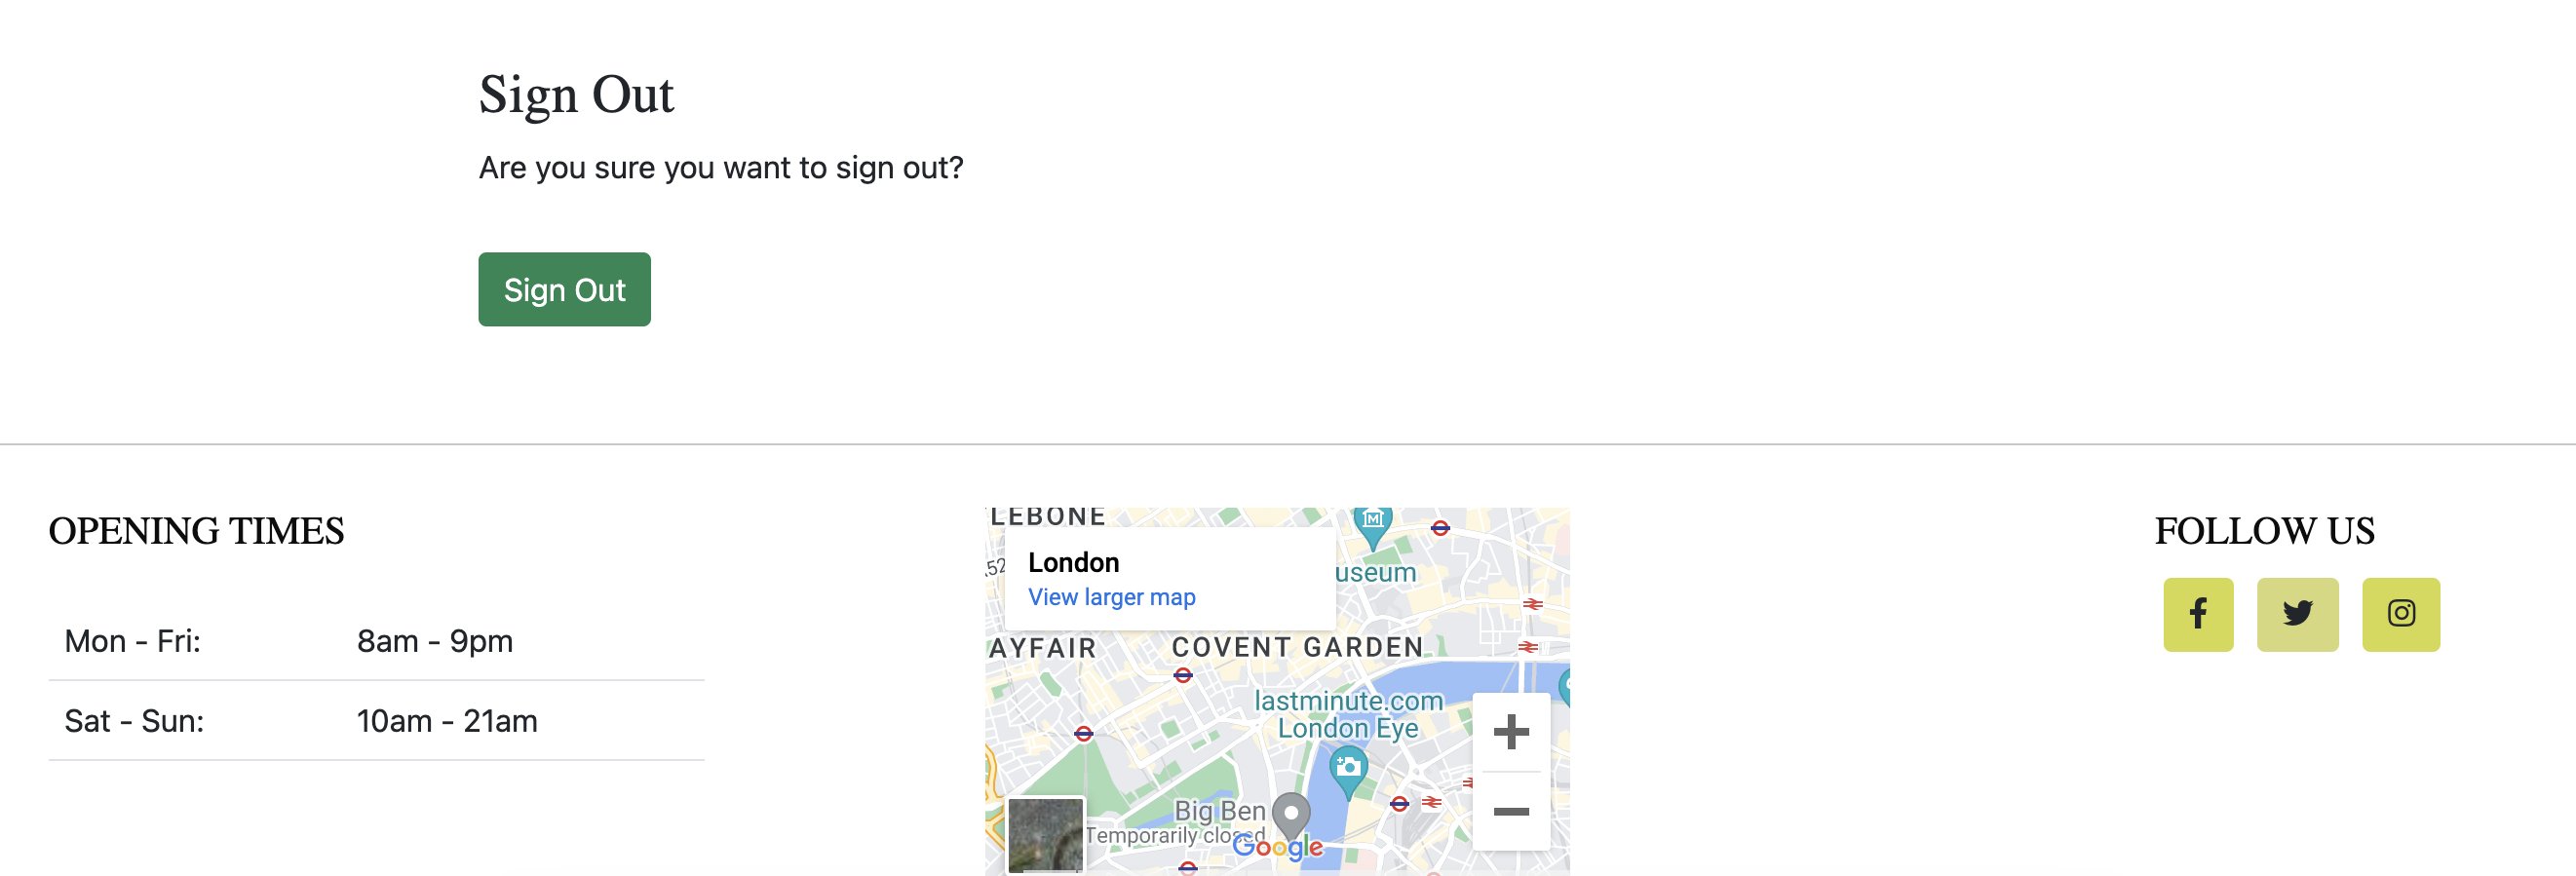 Sign Out
Are you sure you want to sign out?
Sign Out
OPENING TIMES
Mon - Fri:
8am - 9pm
Sat - Sun:
10am - 21am
LEBONE
London
View larger map
useum
AYFAIR
COVENT GARDEN
lastminute.com
London Eye
Big Ben
Temporarily closed
Google
FOLLOW US